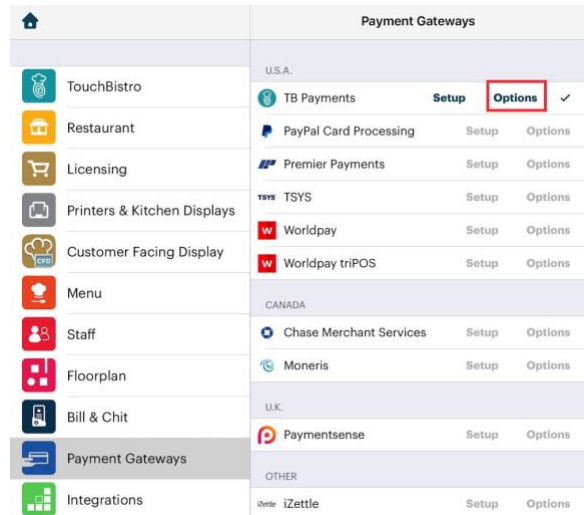 Payment Gateways
TouchBistro
Restaurant
Licensing
Printers & Kitchen Displays
CFD
Customer Facing Display
Menu
Staff
Floorplan
Bill & Chit
Payment Gateways
Integrations
U.S.A.
TB Payments Setup Options
PayPal Card Processing Setup Options
Premier Payments Setup Options
TSYS TSYS Setup Options
W Worldpay Setup Options
W Worldpay triPOS Setup Options
CANADA
Chase Merchant Services Setup Options
Moneris Setup Options
U.K.
Paymentsense Setup Options
OTHER
iZettle iZettle Setup Options